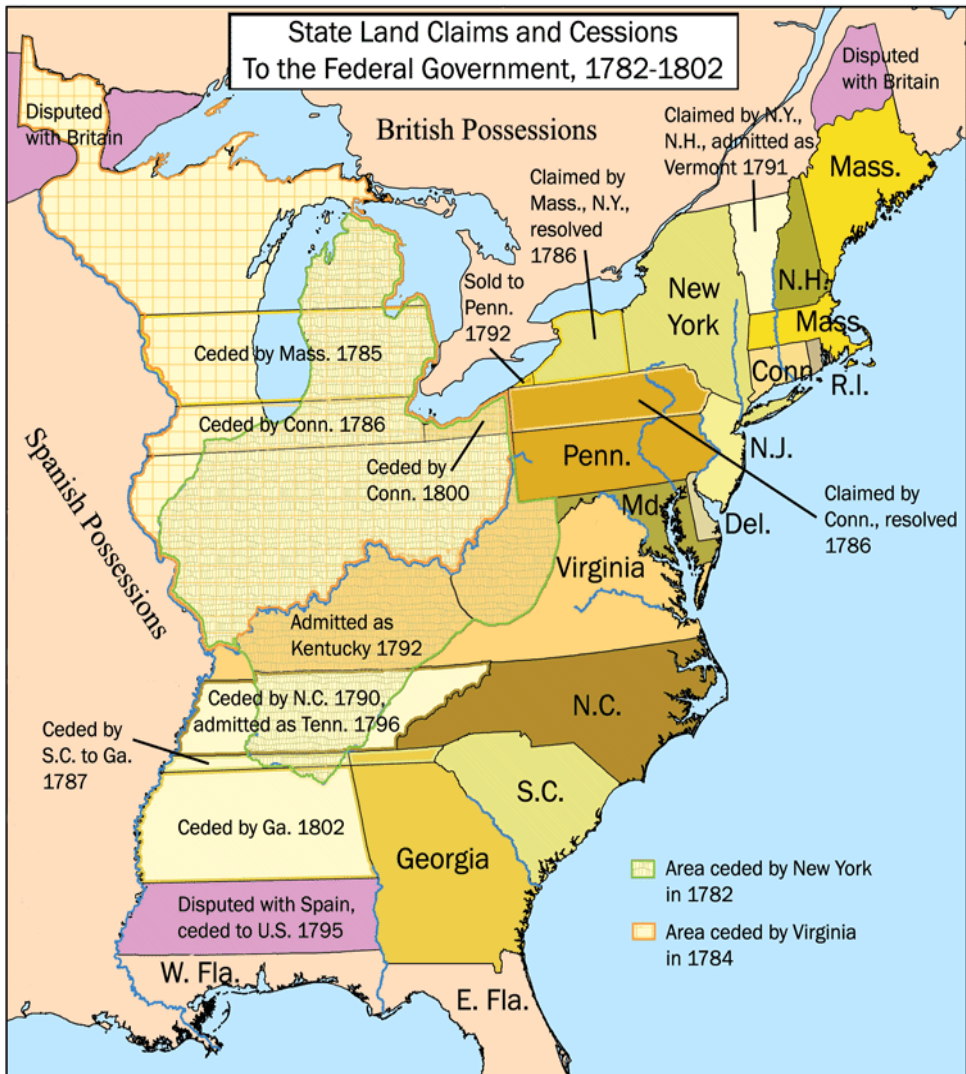 State Land Claims and Cessions
To the Federal Government, 1782-1802
Disputed
with Britain
Disputed
with Britain
British Possessions
Claimed by N.Y.,
N.H., admitted as
Vermont 1791
Mass.
Claimed by
Mass., N.Y.,
resolved
1786
Sold to
Penn.
1792
New
York
N.H.
Mass.
Conn.
R.I.
Ceded by Mass. 1785
Ceded by Conn. 1786
Ceded by
Conn. 1800
Penn.
N.J.
Claimed by
Conn., resolved
1786
Md.
Del.
Spanish Possessions
Virginia
Admitted as
Kentucky 1792
Ceded by N.C. 1790,
admitted as Tenn. 1796
N.C.
Ceded by
S.C. to Ga.
1787
S.C.
Ceded by Ga. 1802
Georgia
Area ceded by New York
in 1782
Disputed with Spain,
ceded to U.S. 1795
Area ceded by Virginia
in 1784
W. Fla.
E. Fla.